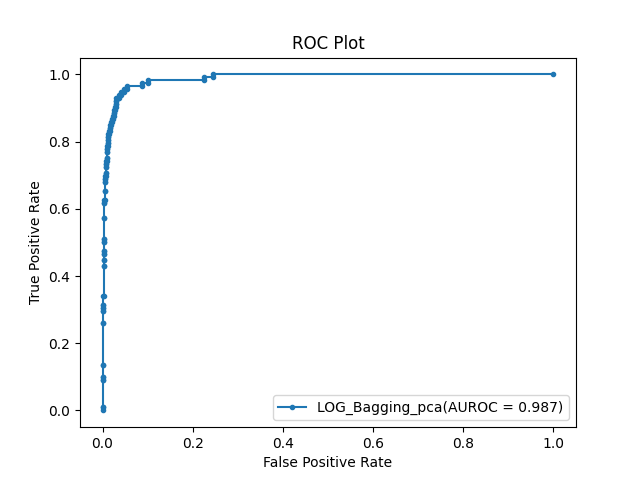 ROC Plot
1.0
0.8
0.6
0.4
0.2
0.0
True Positive Rate
LOG_Bagging_pca(AUROC = 0.987)
0.0 0.2 0.4 0.6 0.8 1.0
False Positive Rate